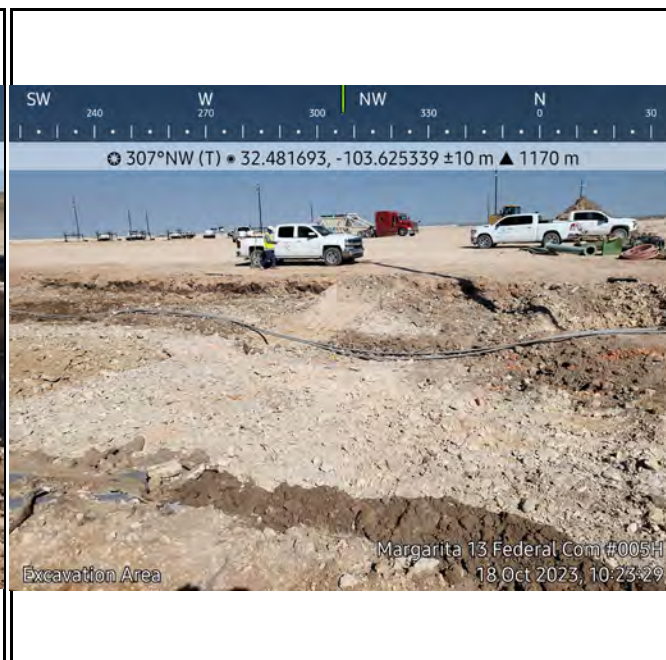 SW W NW N
240 270 300 330 0 30
307°NW (T) ● 32.481693, -103.625339 ±10 m ▲ 1170 m
Margarita 13 Federal Com #005H
Excavation Area 18 Oct 2023, 10:23:29